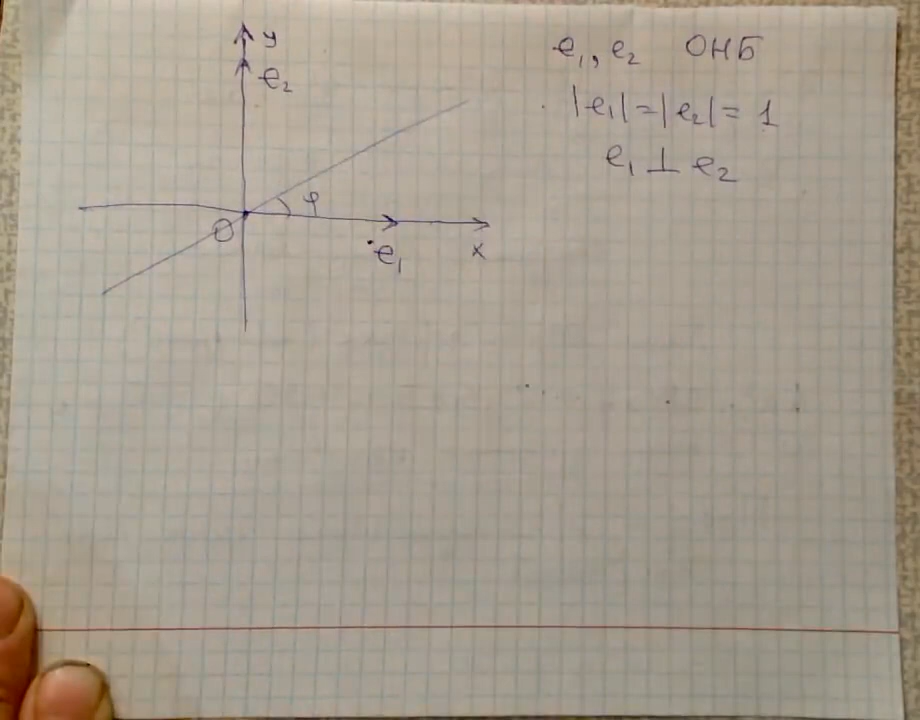 y
e₂
φ
O
e₁
x
e₁, e₂ ОНБ
|e₁| = |e₂| = 1
e₁ ⊥ e₂